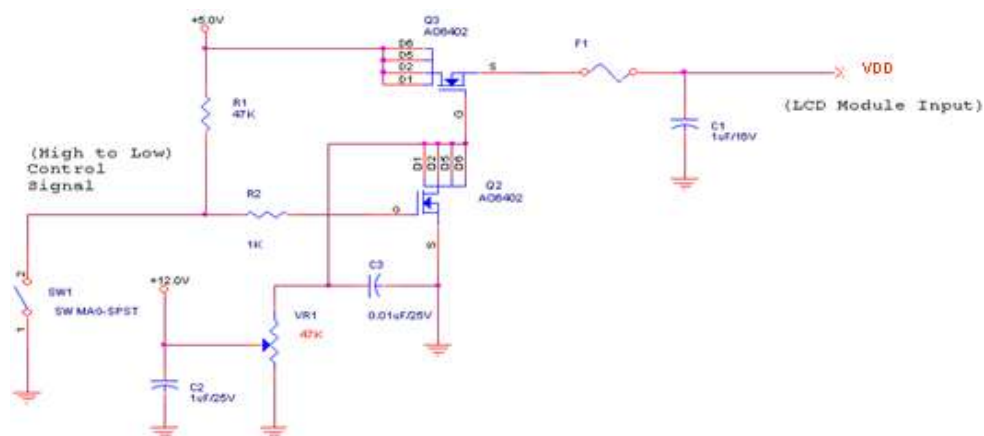 +5.0V
Q3
AO6402
D6
D5
D2
D1
S
G
F1
VDD
(LCD Module Input)
R1
47K
C1
1uF/16V
(High to Low)
Control
Signal
D1
D2
D5
D6
Q2
AO6402
R2
1K
G
S
2
SW1
SW MAG-SPST
1
+12.0V
C3
0.01uF/25V
VR1
47K
C2
1uF/25V